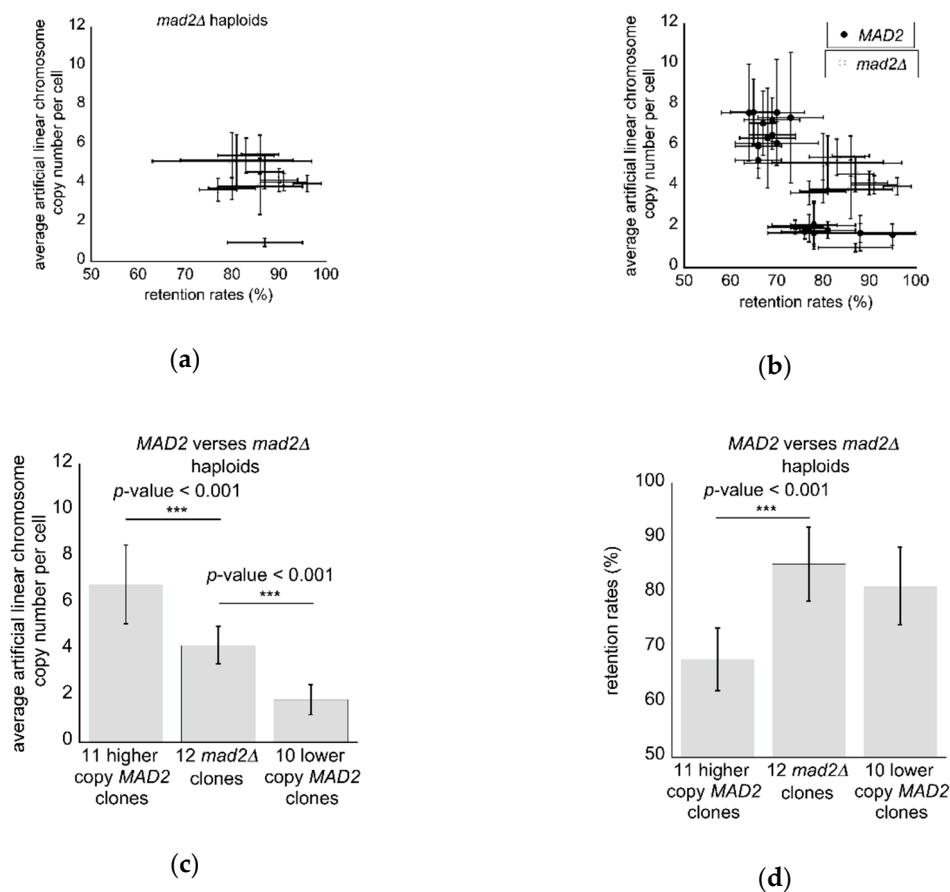 mad2Δ haploids
average artificial linear chromosome
copy number per cell
12
10
8
6
4
2
0
50 60 70 80 90 100
retention rates (%)
(a)
MAD2
mad2Δ
average artificial linear chromosome
copy number per cell
12
10
8
6
4
2
0
50 60 70 80 90 100
retention rates (%)
(b)
MAD2 verses mad2Δ
haploids
p-value < 0.001
***
p-value < 0.001
***
average artificial linear chromosome
copy number per cell
12
10
8
6
4
2
0
11 higher
copy MAD2
clones
12 mad2Δ
clones
10 lower
copy MAD2
clones
(c)
MAD2 verses mad2Δ
haploids
p-value < 0.001
***
retention rates (%)
100
90
80
70
60
50
11 higher
copy MAD2
clones
12 mad2Δ
clones
10 lower
copy MAD2
clones
(d)